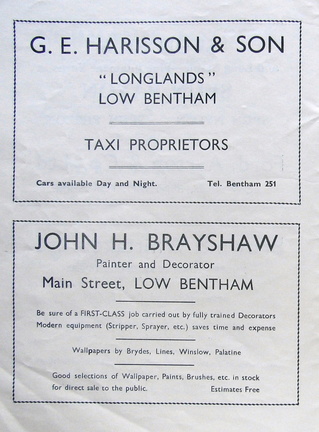 G. E. HARISSON & SON
"LONGLANDS"
LOW BENTHAM
TAXI PROPRIETORS
Cars available Day and Night. Tel. Bentham 251
JOHN H. BRAYSHAW
Painter and Decorator
Main Street, LOW BENTHAM
Be sure of a FIRST-CLASS job carried out by fully trained Decorators
Modern equipment (Stripper, Sprayer, etc.) saves time and expense
Wallpapers by Brydes, Lines, Winslow, Palatine
Good selections of Wallpaper, Paints, Brushes, etc. in stock
for direct sale to the public. Estimates Free